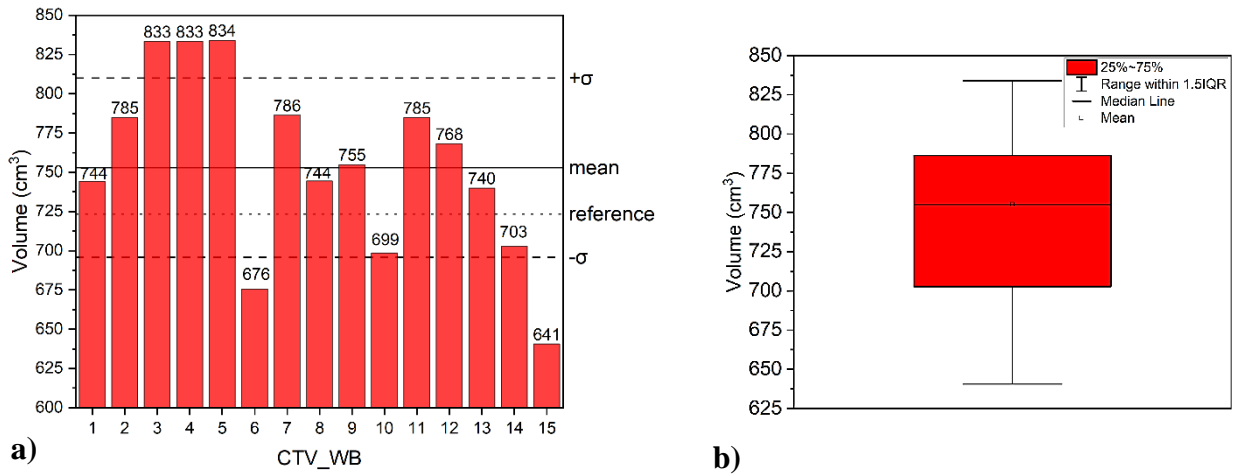 850
825
800
775
750
725
700
675
650
625
600
Volume (cm³)
744
785
833
833
834
676
786
744
755
699
785
768
740
703
641
+σ
mean
reference
-σ
1 2 3 4 5 6 7 8 9 10 11 12 13 14 15
CTV_WB
a)
850
825
800
775
750
725
700
675
650
625
Volume (cm³)
25%~75%
Range within 1.5IQR
Median Line
Mean
b)